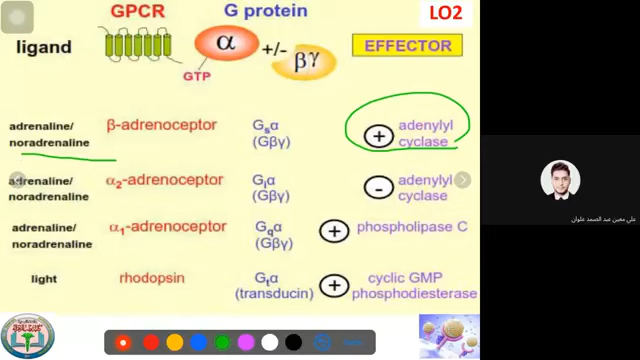 GPCR
G protein
LO2
ligand
α
+/-
βγ
EFFECTOR
GTP
adrenaline/
noradrenaline
β-adrenoceptor
Gsα
(Gβγ)
+
adenylyl
cyclase
adrenaline/
noradrenaline
α2-adrenoceptor
Giα
(Gβγ)
-
adenylyl
cyclase
adrenaline/
noradrenaline
α1-adrenoceptor
Gqα
(Gβγ)
+
phospholipase C
light
rhodopsin
Gtα
(transducin)
+
cyclic GMP
phosphodiesterase
علي معين عبد الصمد علوان